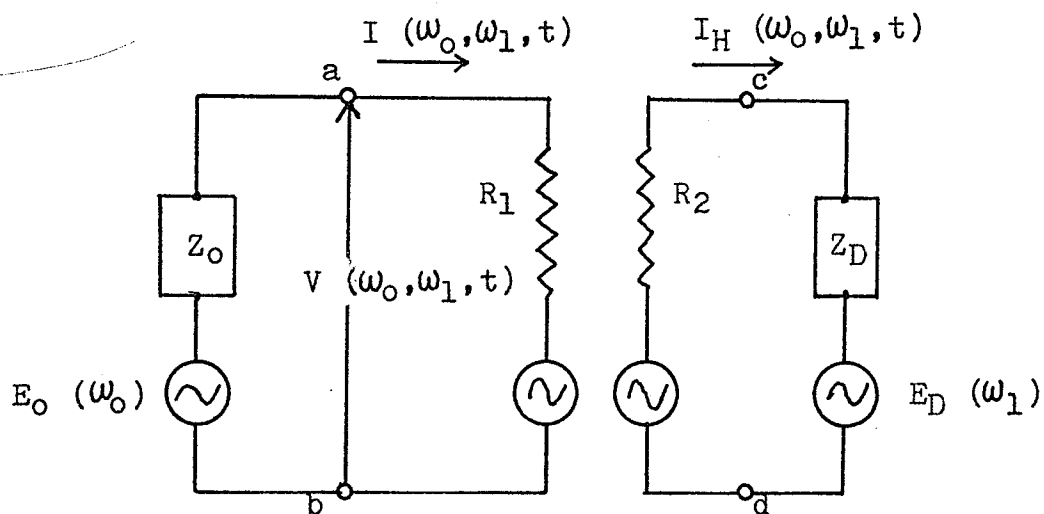 I (ω₀,ω₁,t)
I_H (ω₀,ω₁,t)
a
c
R₁
R₂
Z₀
Z_D
V (ω₀,ω₁,t)
E₀ (ω₀)
E_D (ω₁)
b
d